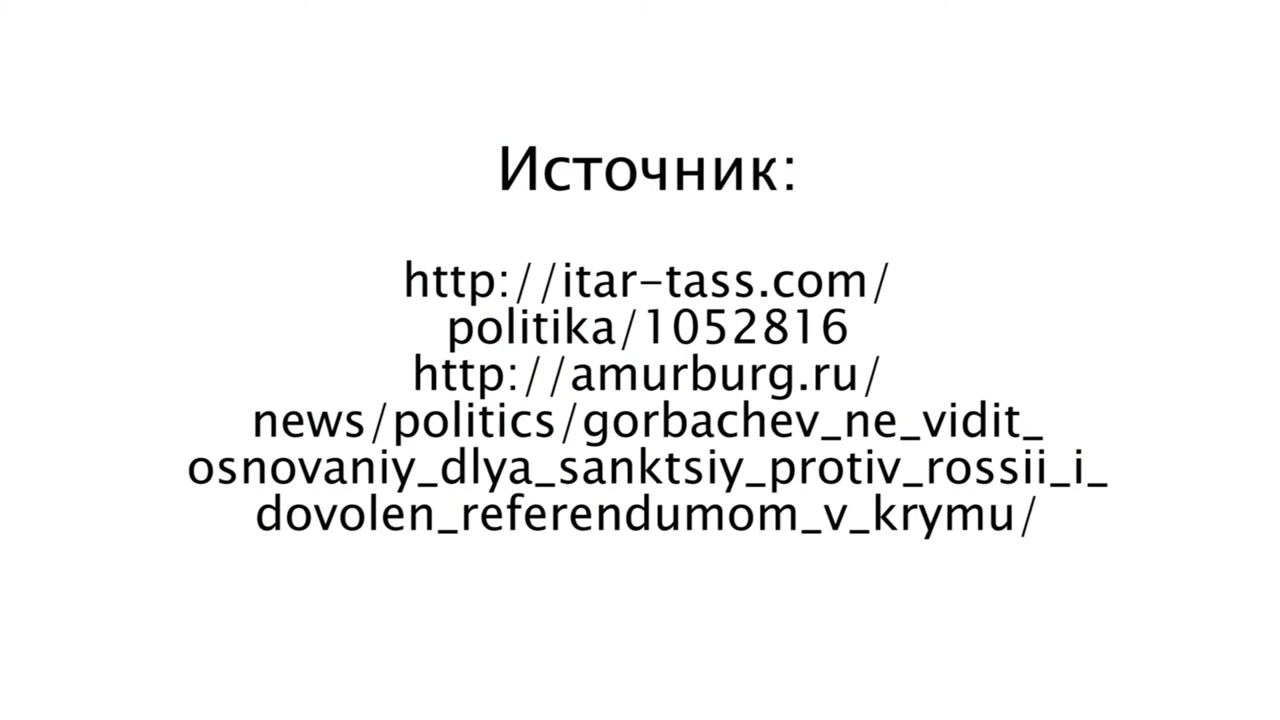 Источник:
http://itar-tass.com/
politika/1052816
http://amurburg.ru/
news/politics/gorbachev_ne_vidit_
osnovaniy_dlya_sanktsiy_protiv_rossii_i_
dovolen_referendumom_v_krymu/